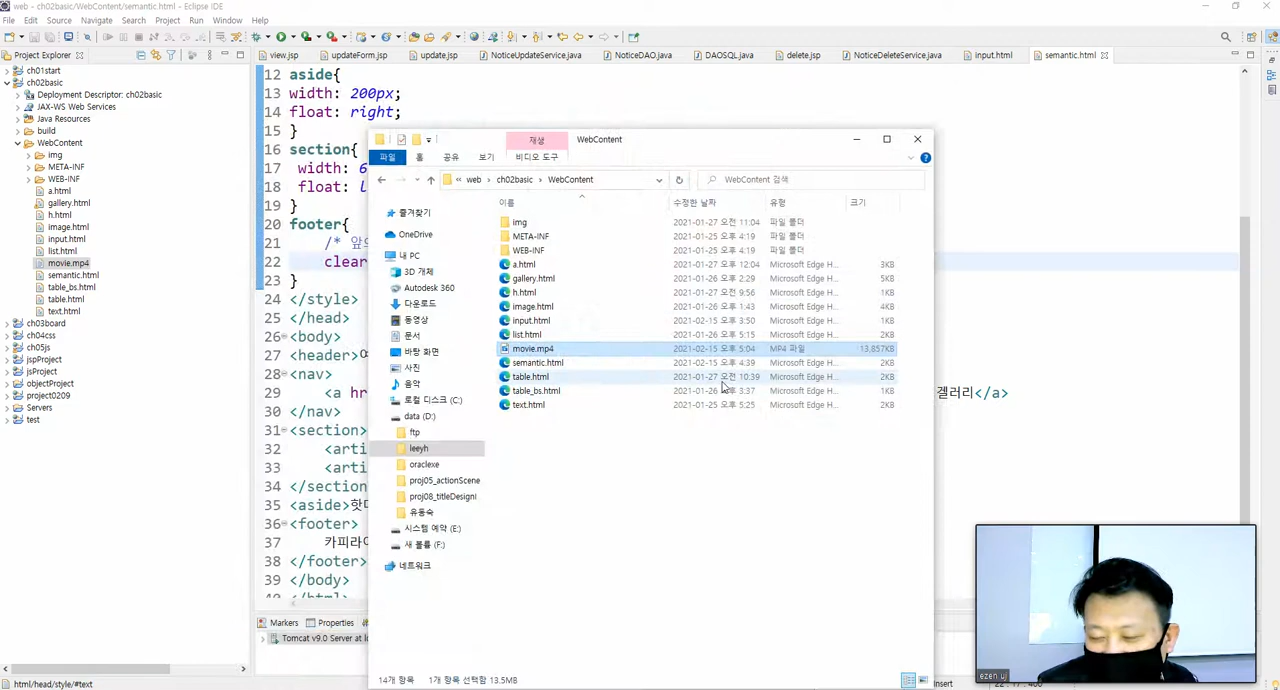 web - ch02basic/WebContent/semantic.html - Eclipse IDE
File Edit Source Navigate Search Project Run Window Help
Project Explorer
view.jsp updateForm.jsp update.jsp NoticeUpdateService.java NoticeDAO.java DAOSQL.java delete.jsp NoticeDeleteService.java input.html semantic.html
ch01start
ch02basic
Deployment Descriptor: ch02basic
JAX-WS Web Services
Java Resources
build
WebContent
img
META-INF
WEB-INF
a.html
gallery.html
h.html
image.html
input.html
list.html
movie.mp4
semantic.html
table_bs.html
table.html
text.html
ch03board
ch04css
ch05js
jspProject
jsProject
objectProject
project0209
Servers
test
12 aside{
13 width: 200px;
14 float: right;
15 }
16 section{
17 width: 6
18 float: l
19 }
20 footer{
21 /* 앞으
22 clear
23 }
24 </style>
25 </head>
26 <body>
27 <header>
28 <nav>
29 <a hr 겔러리</a>
30 </nav>
31 <section>
32 <arti
33 <arti
34 </section
35 <aside>핫
36 <footer>
37 카피라
38 </footer>
39 </body>
Markers Properties
Tomcat v9.0 Server at lo
html/head/style/#text
재생 WebContent
파일 홈 공유 보기 비디오 도구
« web › ch02basic › WebContent WebContent 검색
즐겨찾기
OneDrive
내 PC
3D 개체
Autodesk 360
다운로드
동영상
문서
바탕 화면
사진
음악
로컬 디스크 (C:)
data (D:)
ftp
leeyh
oraclexe
proj05_actionScene
proj08_titleDesignI
유동숙
시스템 예약 (E:)
새 볼륨 (F:)
네트워크
이름 수정한 날짜 유형 크기
img 2021-01-27 오전 11:04 파일 폴더
META-INF 2021-01-25 오후 4:19 파일 폴더
WEB-INF 2021-01-25 오후 4:19 파일 폴더
a.html 2021-01-27 오후 12:04 Microsoft Edge H... 3KB
gallery.html 2021-01-26 오후 2:29 Microsoft Edge H... 5KB
h.html 2021-01-27 오전 9:56 Microsoft Edge H... 1KB
image.html 2021-01-26 오후 1:43 Microsoft Edge H... 4KB
input.html 2021-02-15 오후 3:50 Microsoft Edge H... 1KB
list.html 2021-01-26 오후 5:15 Microsoft Edge H... 2KB
movie.mp4 2021-02-15 오후 5:04 MP4 파일 13,857KB
semantic.html 2021-02-15 오후 4:39 Microsoft Edge H... 2KB
table.html 2021-01-27 오전 10:39 Microsoft Edge H... 2KB
table_bs.html 2021-01-26 오후 3:37 Microsoft Edge H... 1KB
text.html 2021-01-25 오후 5:25 Microsoft Edge H... 2KB
14개 항목 1개 항목 선택함 13.5MB
ezen uj